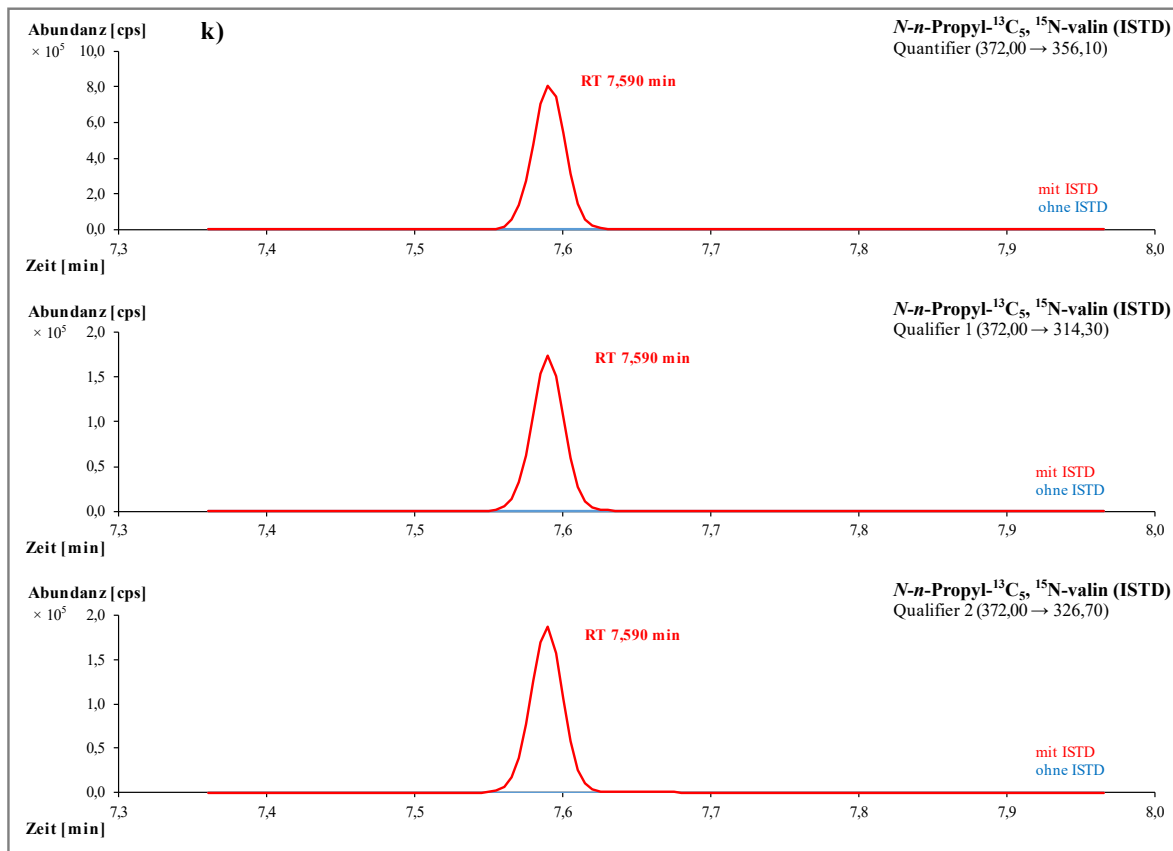 Abundanz [cps]
k)
N-n-Propyl-¹³C₅, ¹⁵N-valin (ISTD)
× 10⁵
Quantifier (372,00 → 356,10)
10,0
8,0
RT 7,590 min
6,0
4,0
2,0
mit ISTD
ohne ISTD
0,0
7,3 7,4 7,5 7,6 7,7 7,8 7,9 8,0
Zeit [min]
Abundanz [cps]
N-n-Propyl-¹³C₅, ¹⁵N-valin (ISTD)
× 10⁵
Qualifier 1 (372,00 → 314,30)
2,0
RT 7,590 min
1,5
1,0
0,5
mit ISTD
ohne ISTD
0,0
7,3 7,4 7,5 7,6 7,7 7,8 7,9 8,0
Zeit [min]
Abundanz [cps]
N-n-Propyl-¹³C₅, ¹⁵N-valin (ISTD)
× 10⁵
Qualifier 2 (372,00 → 326,70)
2,0
RT 7,590 min
1,5
1,0
0,5
mit ISTD
ohne ISTD
0,0
7,3 7,4 7,5 7,6 7,7 7,8 7,9 8,0
Zeit [min]